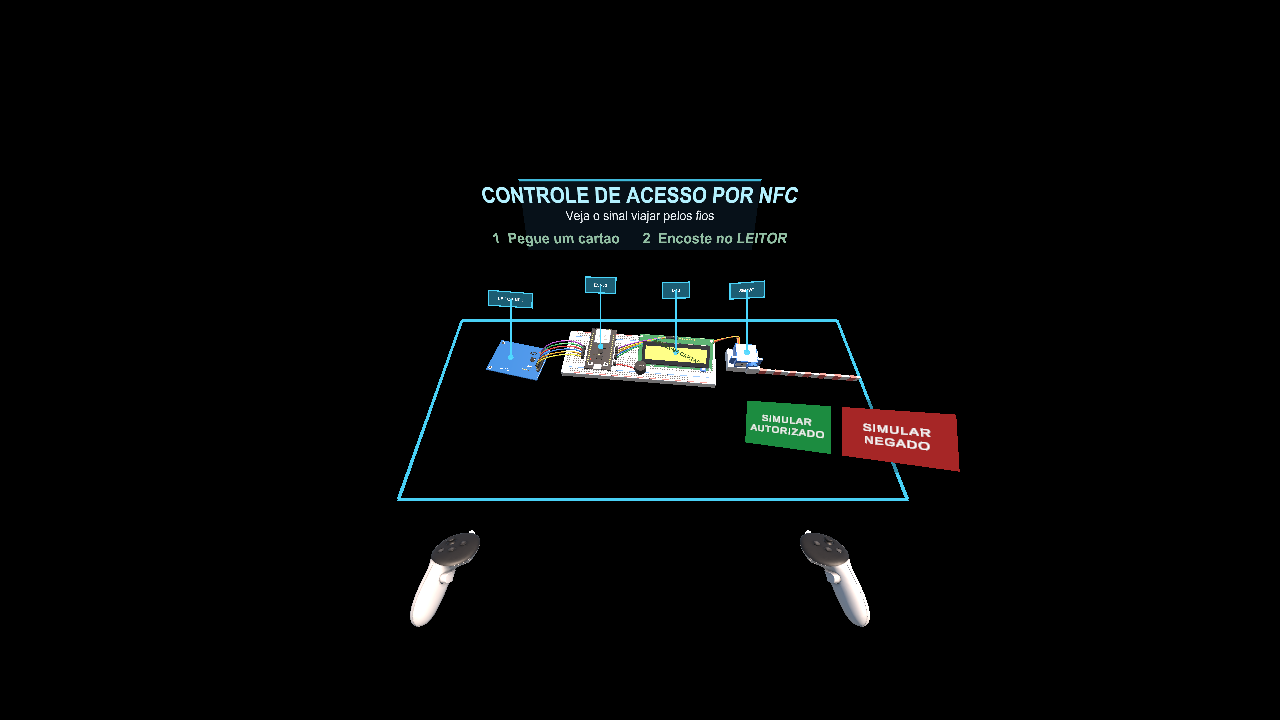 CONTROLE DE ACESSO POR NFC
Veja o sinal viajar pelos fios
1 Pegue um cartao 2 Encoste no LEITOR
SIMULAR
AUTORIZADO
SIMULAR
NEGADO